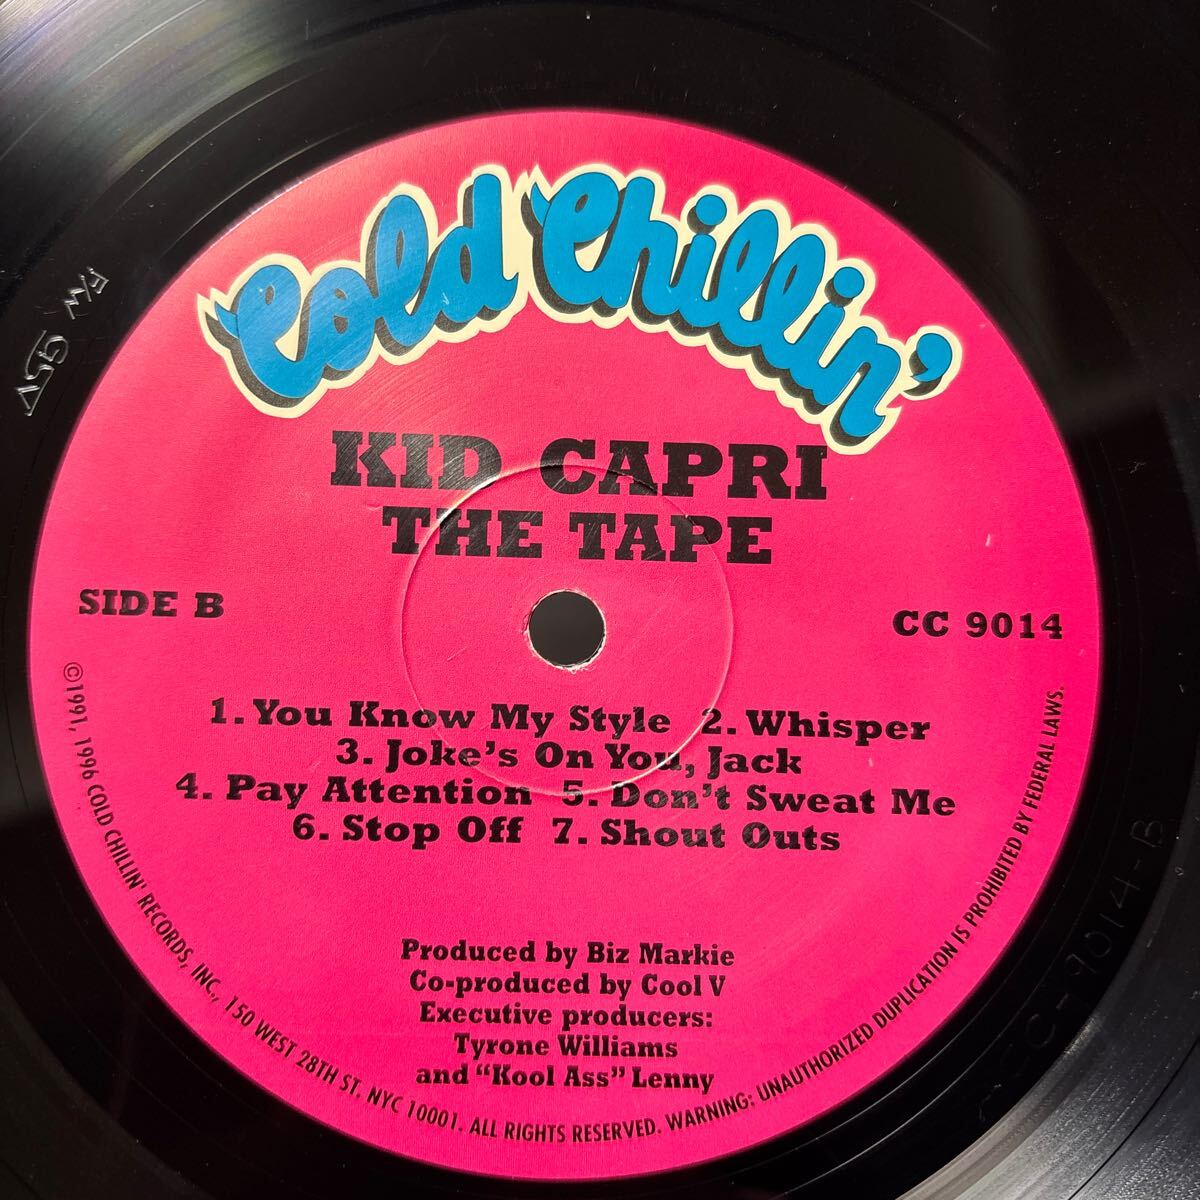 Cold Chillin'
KID CAPRI
THE TAPE
SIDE B
CC 9014
1. You Know My Style 2. Whisper
3. Joke's On You, Jack
4. Pay Attention 5. Don't Sweat Me
6. Stop Off 7. Shout Outs
Produced by Biz Markie
Co-produced by Cool V
Executive producers:
Tyrone Williams
and “Kool Ass” Lenny
©1991, 1996 COLD CHILLIN' RECORDS, INC., 150 WEST 28TH ST. NYC 10001. ALL RIGHTS RESERVED. WARNING: UNAUTHORIZED DUPLICATION IS PROHIBITED BY FEDERAL LAWS.
F/W
9014-B